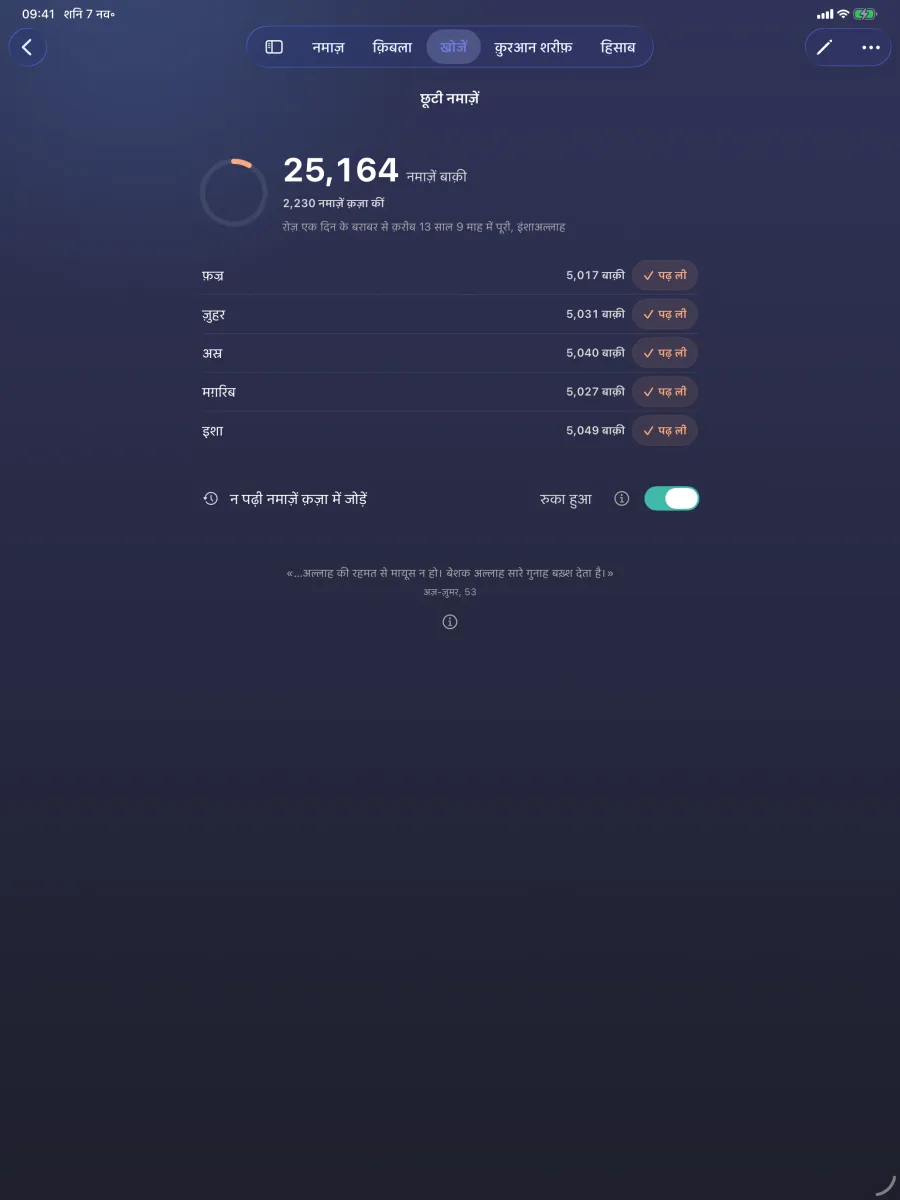 09:41 शनि 7 नव॰
नमाज़ क़िबला खोजें क़ुरआन शरीफ़ हिसाब
छूटी नमाज़ें
25,164 नमाज़ें बाक़ी
2,230 नमाज़ें क़ज़ा कीं
रोज़ एक दिन के बराबर से क़रीब 13 साल 9 माह में पूरी, इंशाअल्लाह
फ़ज्र 5,017 बाक़ी पढ़ ली
ज़ुहर 5,031 बाक़ी पढ़ ली
अस्र 5,040 बाक़ी पढ़ ली
मग़रिब 5,027 बाक़ी पढ़ ली
इशा 5,049 बाक़ी पढ़ ली
न पढ़ी नमाज़ें क़ज़ा में जोड़ें रुका हुआ
«…अल्लाह की रहमत से मायूस न हो। बेशक अल्लाह सारे गुनाह बख़्श देता है।»
अज़-ज़ुमर, 53